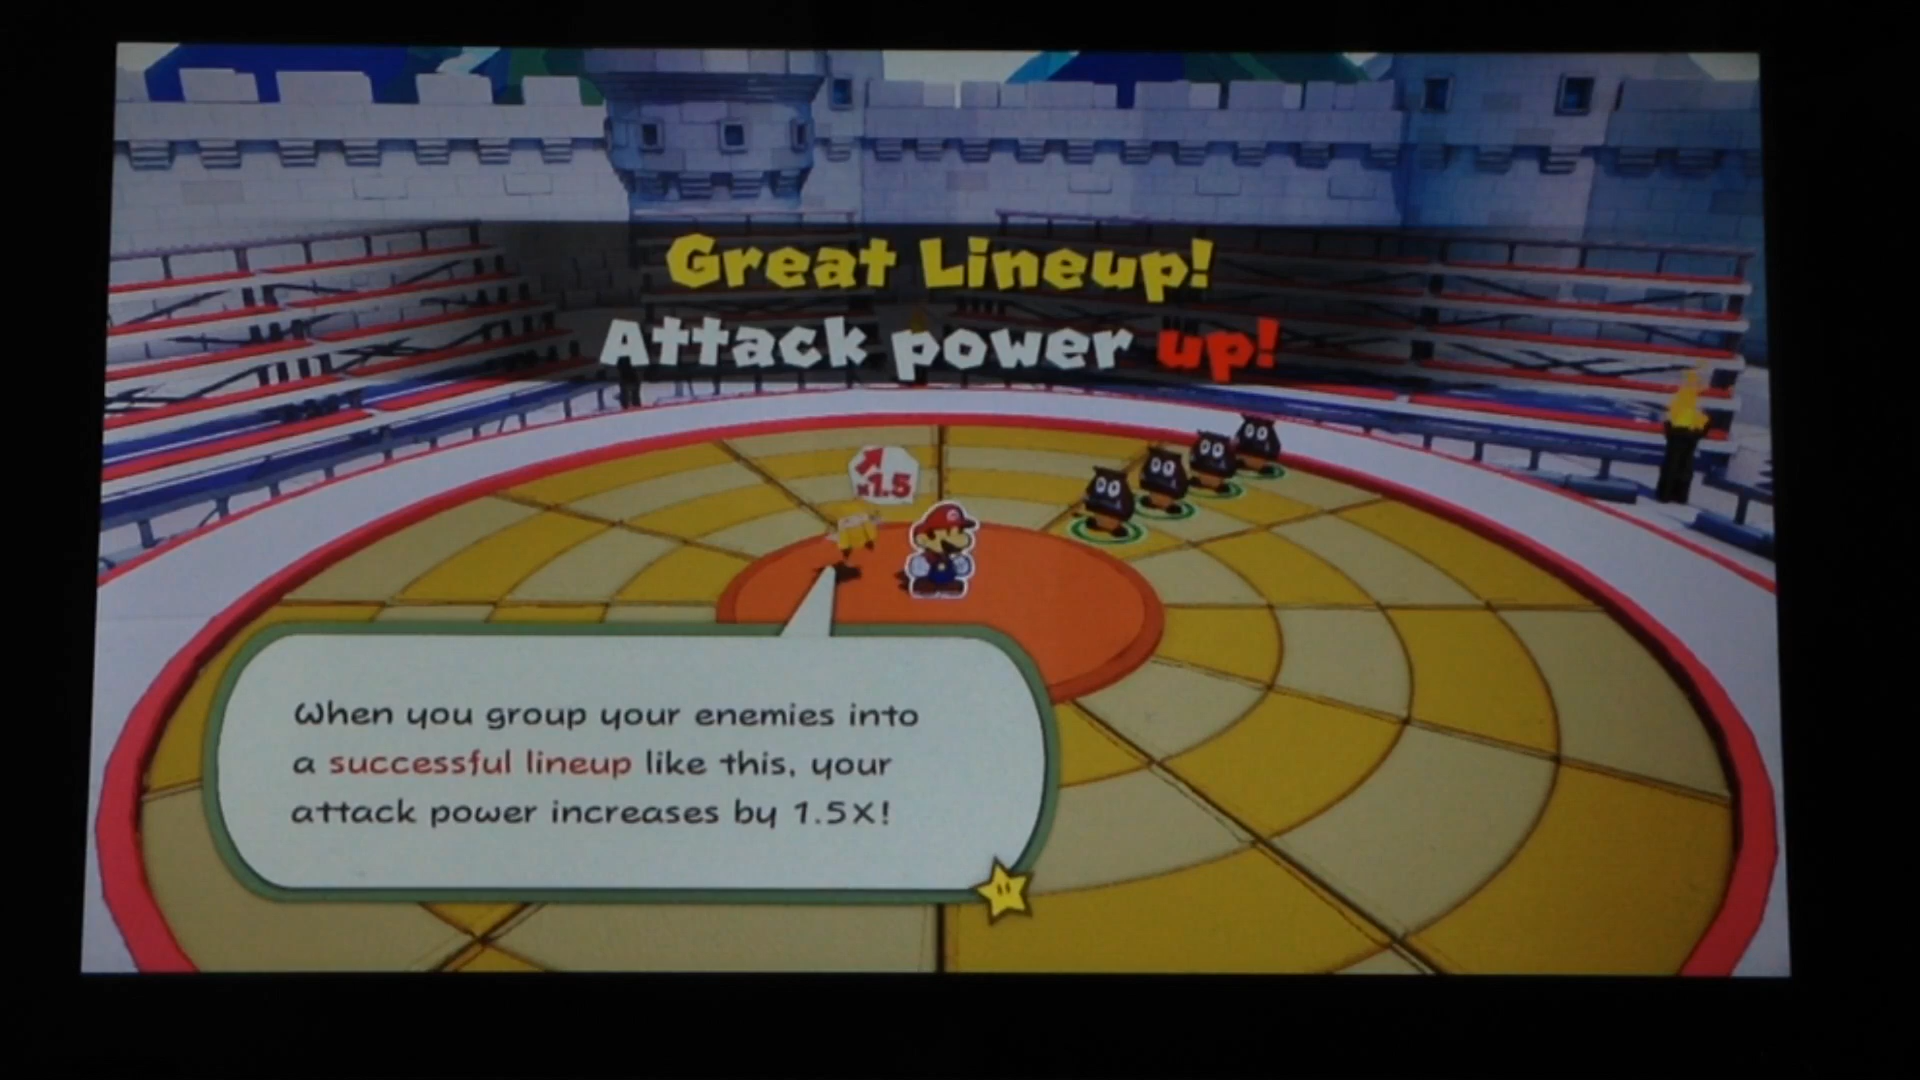 Great Lineup!
Attack power up!
x1.5
When you group your enemies into
a successful lineup like this, your
attack power increases by 1.5X!